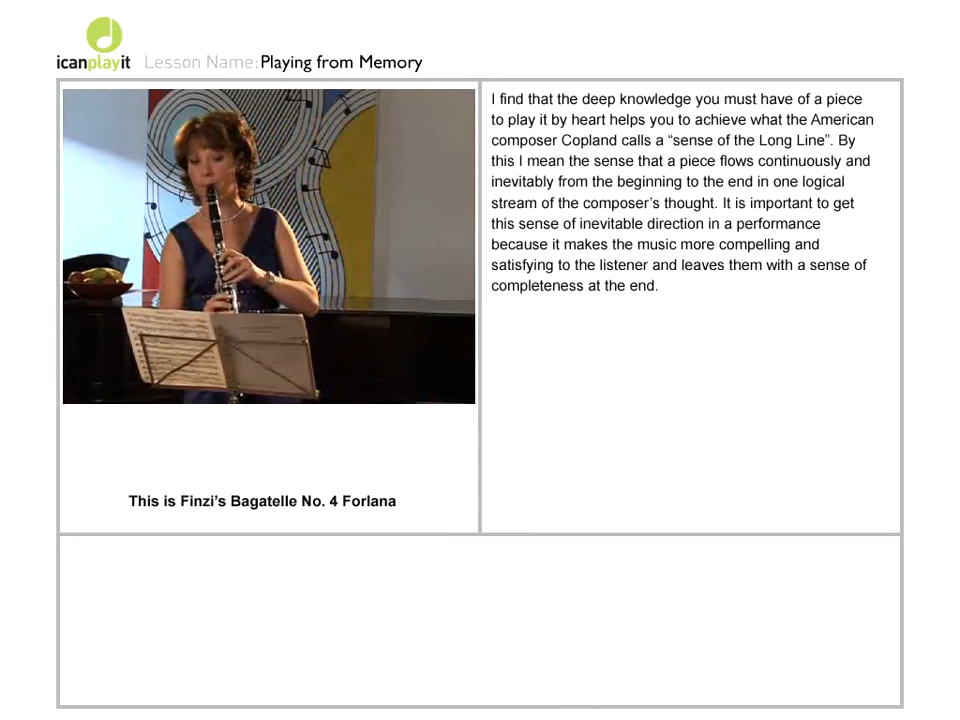 icanplayit
Lesson Name: Playing from Memory
I find that the deep knowledge you must have of a piece
to play it by heart helps you to achieve what the American
composer Copland calls a “sense of the Long Line”. By
this I mean the sense that a piece flows continuously and
inevitably from the beginning to the end in one logical
stream of the composer’s thought. It is important to get
this sense of inevitable direction in a performance
because it makes the music more compelling and
satisfying to the listener and leaves them with a sense of
completeness at the end.
This is Finzi’s Bagatelle No. 4 Forlana